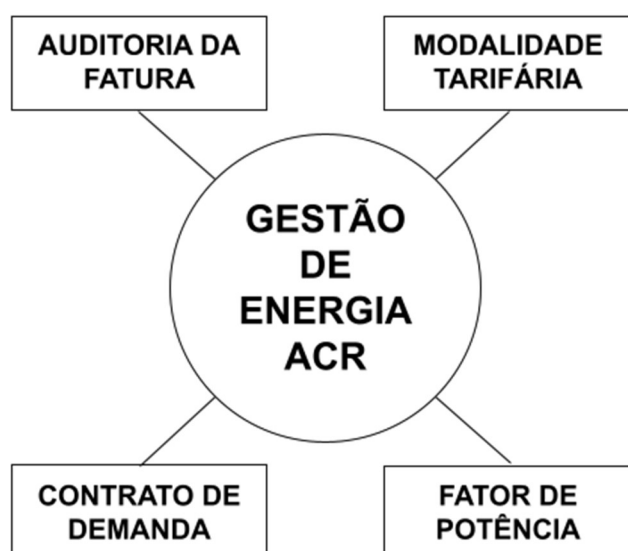 AUDITORIA DA
FATURA
MODALIDADE
TARIFÁRIA
GESTÃO
DE
ENERGIA
ACR
CONTRATO DE
DEMANDA
FATOR DE
POTÊNCIA